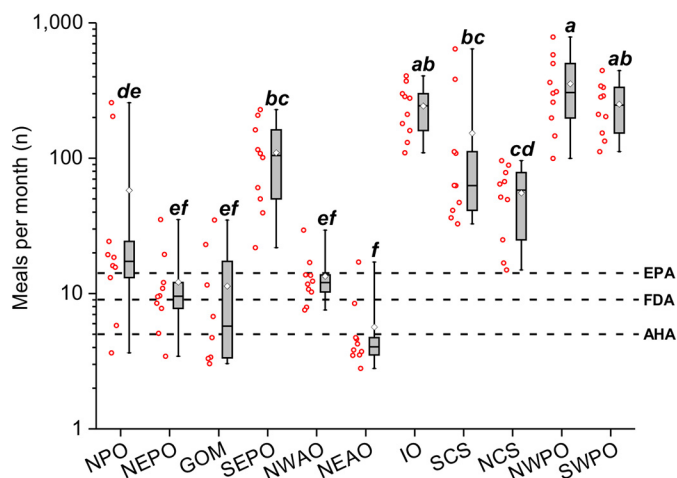 Meals per month (n)
1,000
100
10
1
de
ef
ef
bc
ef
f
ab
bc
cd
a
ab
EPA
FDA
AHA
NPO
NEPO
GOM
SEPO
NWAO
NEAO
IO
SCS
NCS
NWPO
SWPO